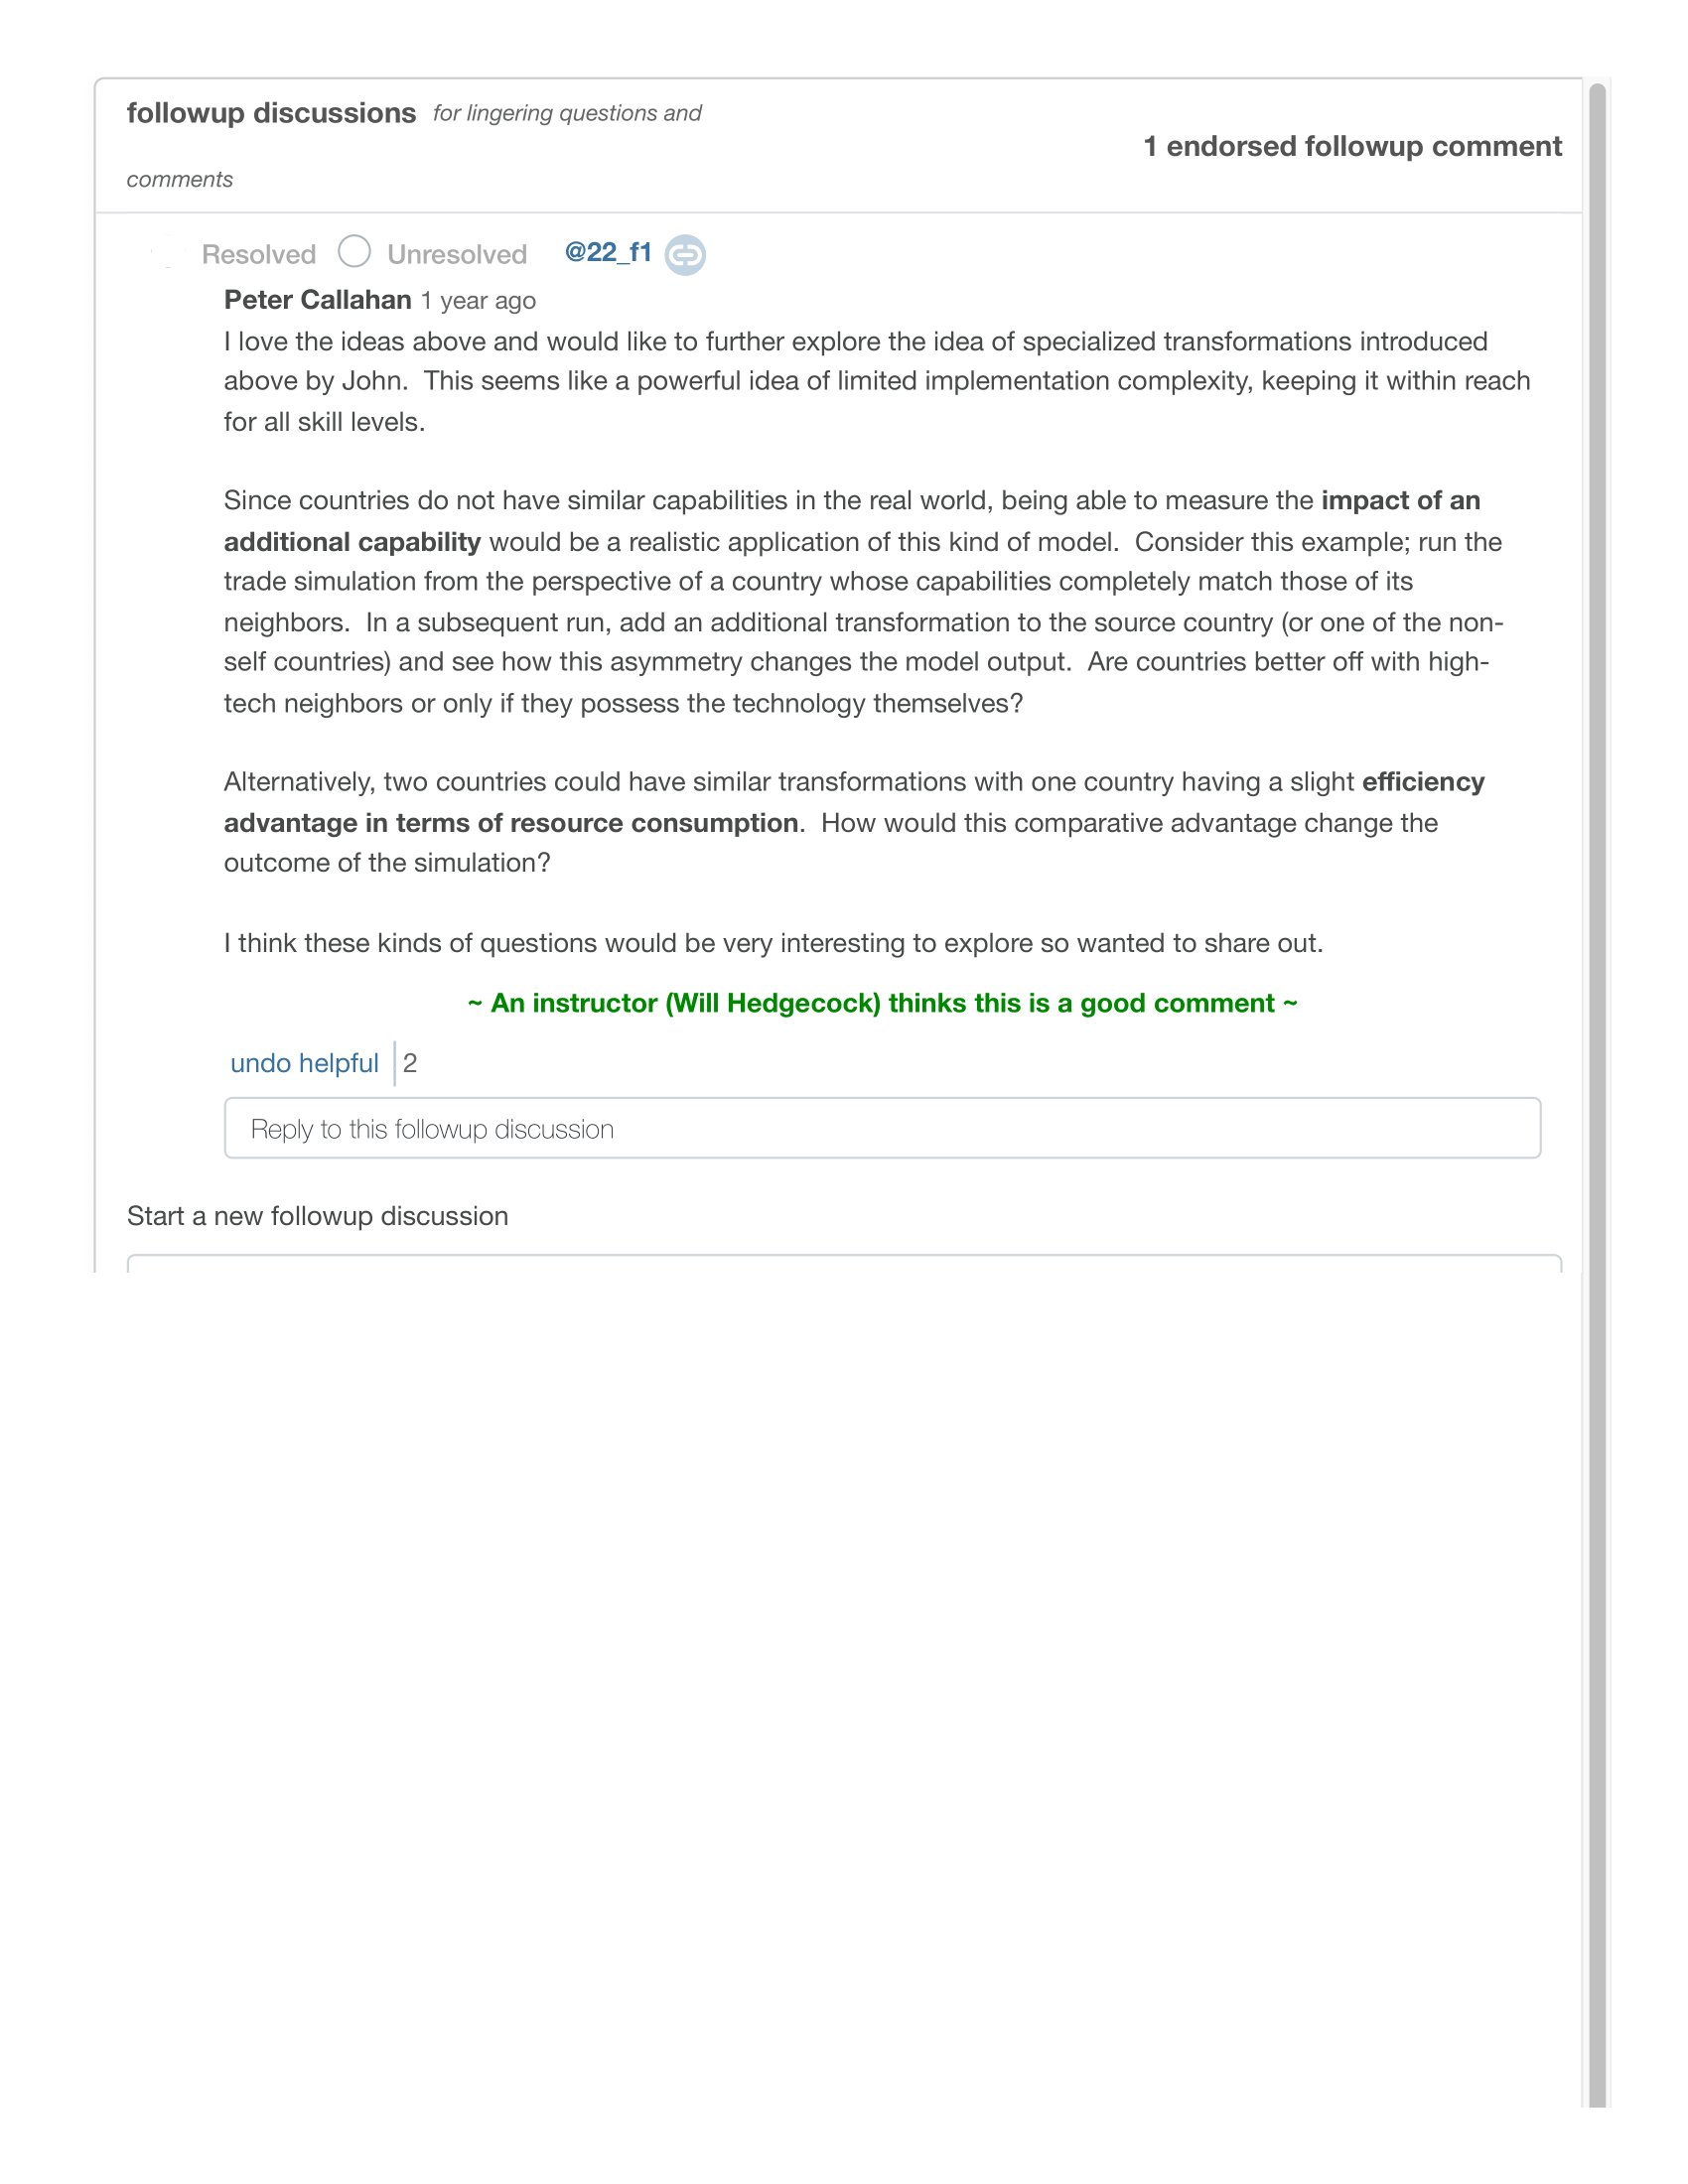 followup discussions for lingering questions and
comments
1 endorsed followup comment
Resolved Unresolved @22_f1
Peter Callahan 1 year ago
I love the ideas above and would like to further explore the idea of specialized transformations introduced
above by John.  This seems like a powerful idea of limited implementation complexity, keeping it within reach
for all skill levels.
Since countries do not have similar capabilities in the real world, being able to measure the impact of an
additional capability would be a realistic application of this kind of model.  Consider this example; run the
trade simulation from the perspective of a country whose capabilities completely match those of its
neighbors.  In a subsequent run, add an additional transformation to the source country (or one of the non-
self countries) and see how this asymmetry changes the model output.  Are countries better off with high-
tech neighbors or only if they possess the technology themselves?
Alternatively, two countries could have similar transformations with one country having a slight efficiency
advantage in terms of resource consumption.  How would this comparative advantage change the
outcome of the simulation?
I think these kinds of questions would be very interesting to explore so wanted to share out.
~ An instructor (Will Hedgecock) thinks this is a good comment ~
undo helpful 2
Reply to this followup discussion
Start a new followup discussion